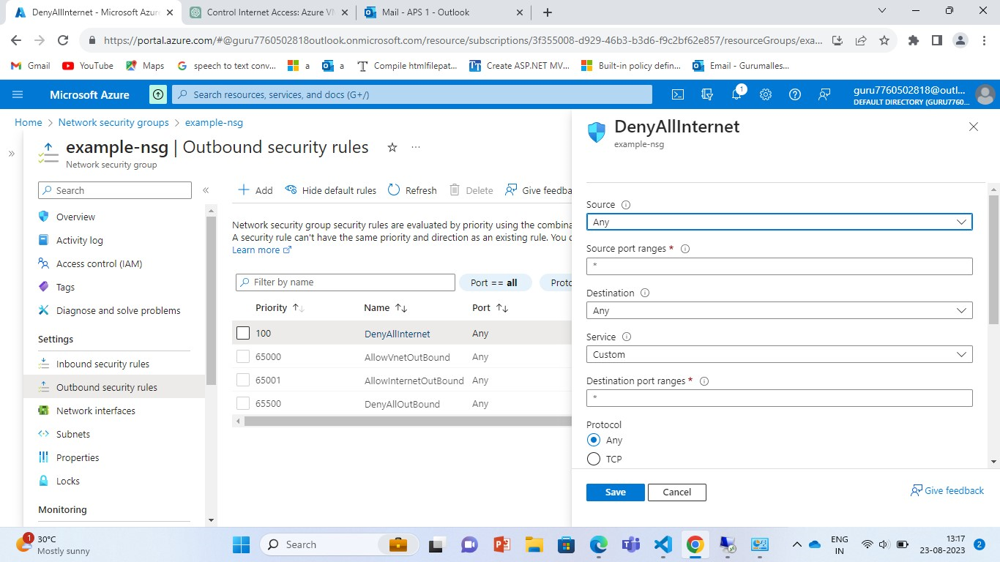 DenyAllInternet - Microsoft Azure
Control Internet Access: Azure VM
Mail - APS 1 - Outlook
https://portal.azure.com/#@guru7760502818outlook.onmicrosoft.com/resource/subscriptions/3f355008-d929-46b3-b3d6-f9c2bf62e857/resourceGroups/exa...
Gmail
YouTube
Maps
speech to text conv...
a
a
Compile htmlfilepat...
Create ASP.NET MV...
Built-in policy defin...
Email - Gurumalles...
Microsoft Azure
Search resources, services, and docs (G+/)
1
guru7760502818@outl...
DEFAULT DIRECTORY (GURU7760...
Home > Network security groups > example-nsg
example-nsg | Outbound security rules
Network security group
Search
Overview
Activity log
Access control (IAM)
Tags
Diagnose and solve problems
Settings
Inbound security rules
Outbound security rules
Network interfaces
Subnets
Properties
Locks
Monitoring
Add
Hide default rules
Refresh
Delete
Give feedba
Network security group security rules are evaluated by priority using the combina
A security rule can't have the same priority and direction as an existing rule. You c
Learn more
Filter by name
Port == all
Proto
Priority Name Port
100 DenyAllInternet Any
65000 AllowVnetOutBound Any
65001 AllowInternetOutBound Any
65500 DenyAllOutBound Any
DenyAllInternet
example-nsg
Source
Any
Source port ranges *
*
Destination
Any
Service
Custom
Destination port ranges *
*
Protocol
Any
TCP
Save
Cancel
Give feedback
1
30°C
Mostly sunny
Search
ENG
IN
13:17
23-08-2023
2